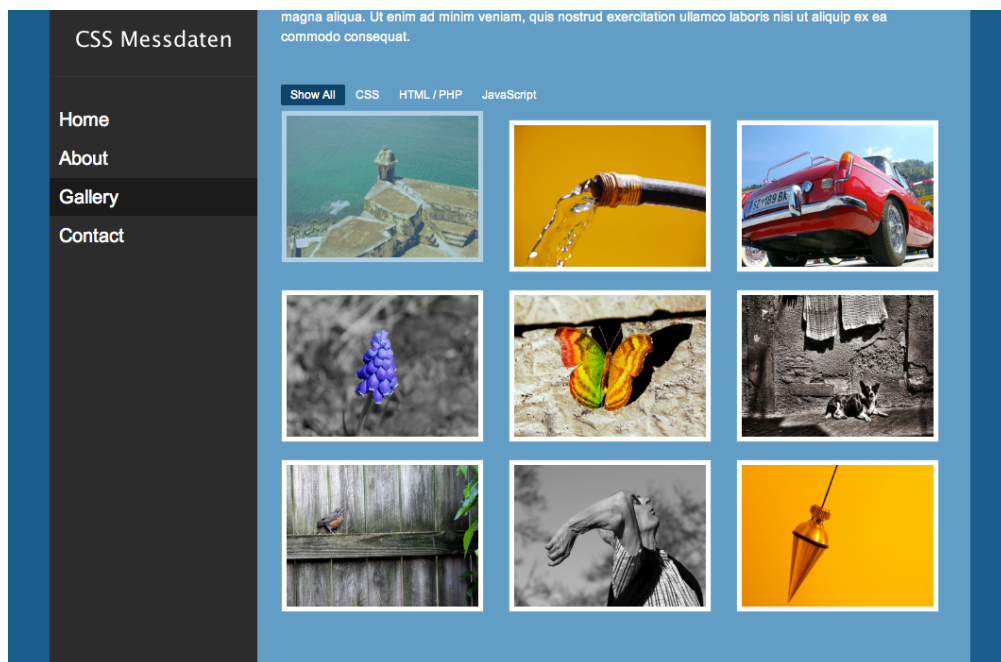 magna aliqua. Ut enim ad minim veniam, quis nostrud exercitation ullamco laboris nisi ut aliquip ex ea
commodo consequat.
CSS Messdaten
Home
About
Gallery
Contact
Show All CSS HTML / PHP JavaScript